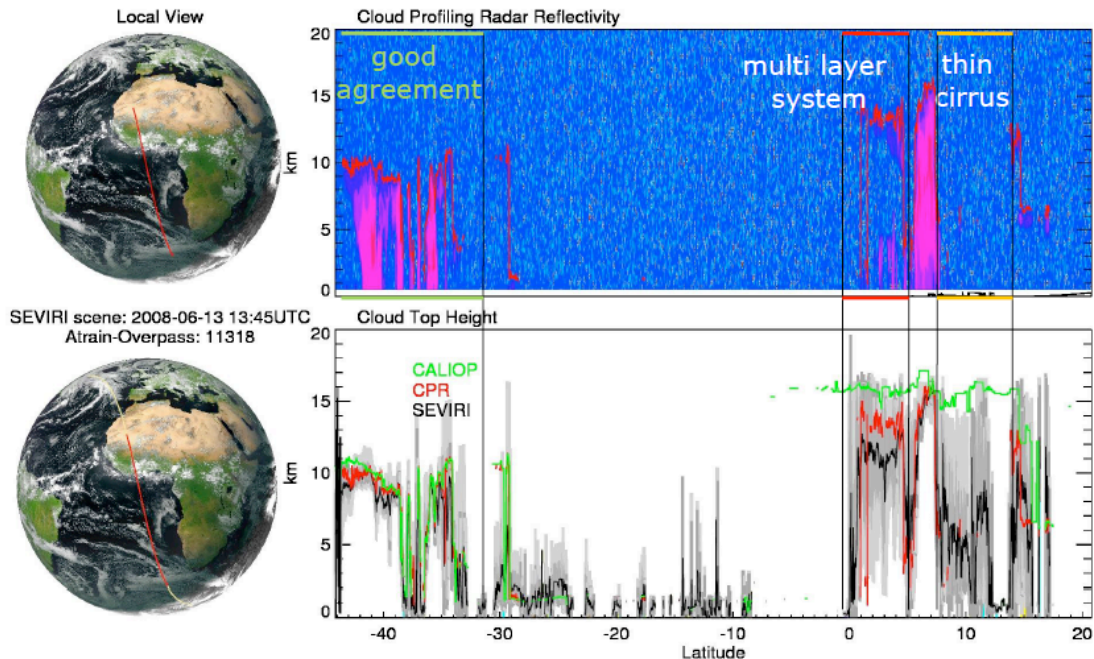 Local View
Cloud Profiling Radar Reflectivity
20
15
10
5
0
km
good
agreement
multi layer
system
thin
cirrus
SEVIRI scene: 2008-06-13 13:45UTC
Atrain-Overpass: 11318
Cloud Top Height
20
15
10
5
0
km
CALIOP
CPR
SEVIRI
-40
-30
-20
-10
0
10
20
Latitude